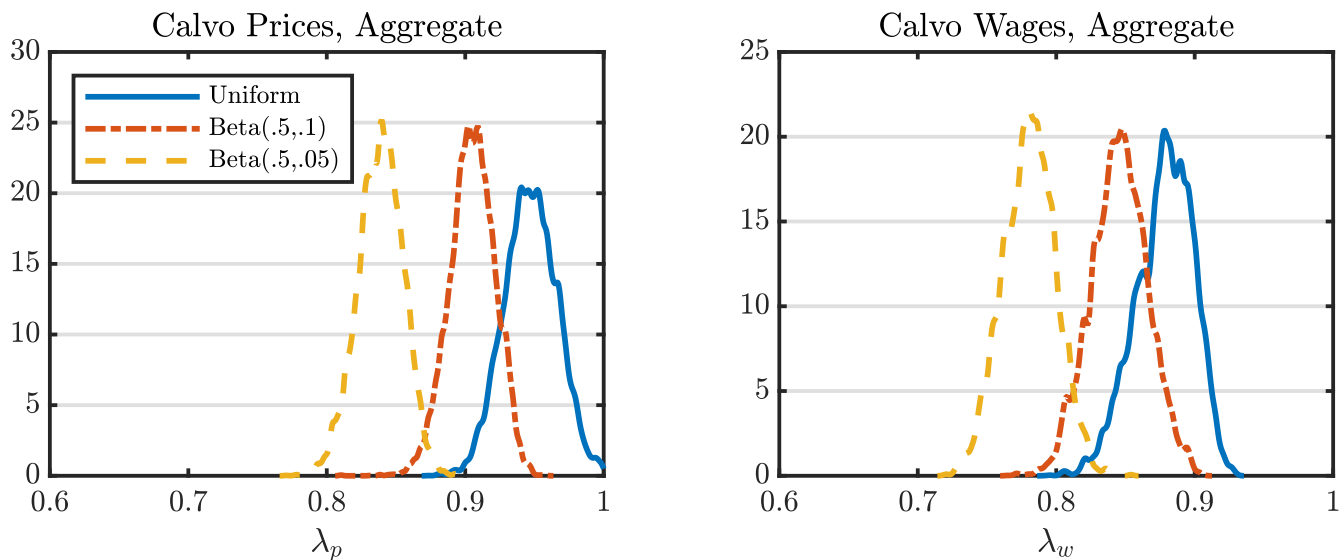 Calvo Prices, Aggregate
30
25
20
15
10
5
0
Uniform
Beta(.5,.1)
Beta(.5,.05)
0.6 0.7 0.8 0.9 1
λp
Calvo Wages, Aggregate
25
20
15
10
5
0
0.6 0.7 0.8 0.9 1
λw